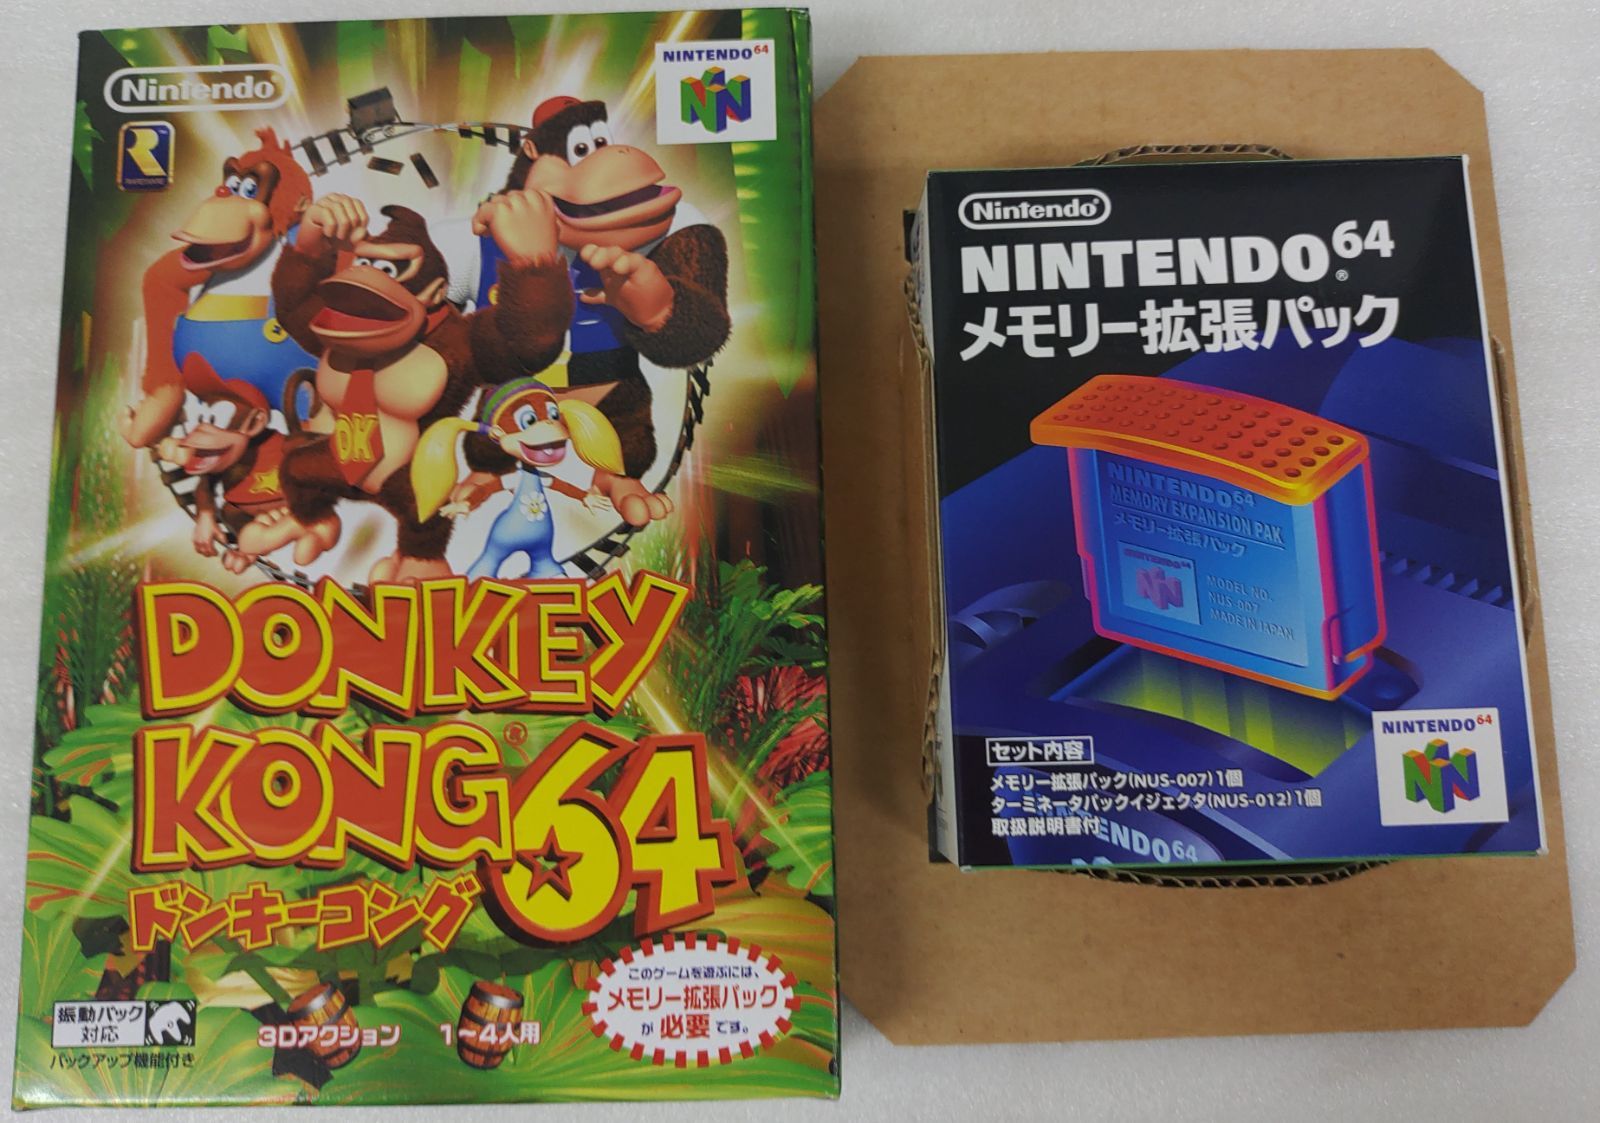 Nintendo
NINTENDO 64
R
RAREWARE
DK
DONKEY
KONG® 64
ドンキーコング
このゲームを遊ぶには、
メモリー拡張パック
が必要です。
振動パック
対応
バックアップ機能付き
3Dアクション
1〜4人用
Nintendo
NINTENDO64®
メモリー拡張パック
NINTENDO64
MEMORY EXPANSION PAK
メモリー拡張パック
NINTENDO64
MODEL NO.
NUS-007
MADE IN JAPAN
セット内容
メモリー拡張パック(NUS-007)1個
ターミネータパックイジェクタ(NUS-012)1個
取扱説明書付
NINTENDO 64
ENDO64